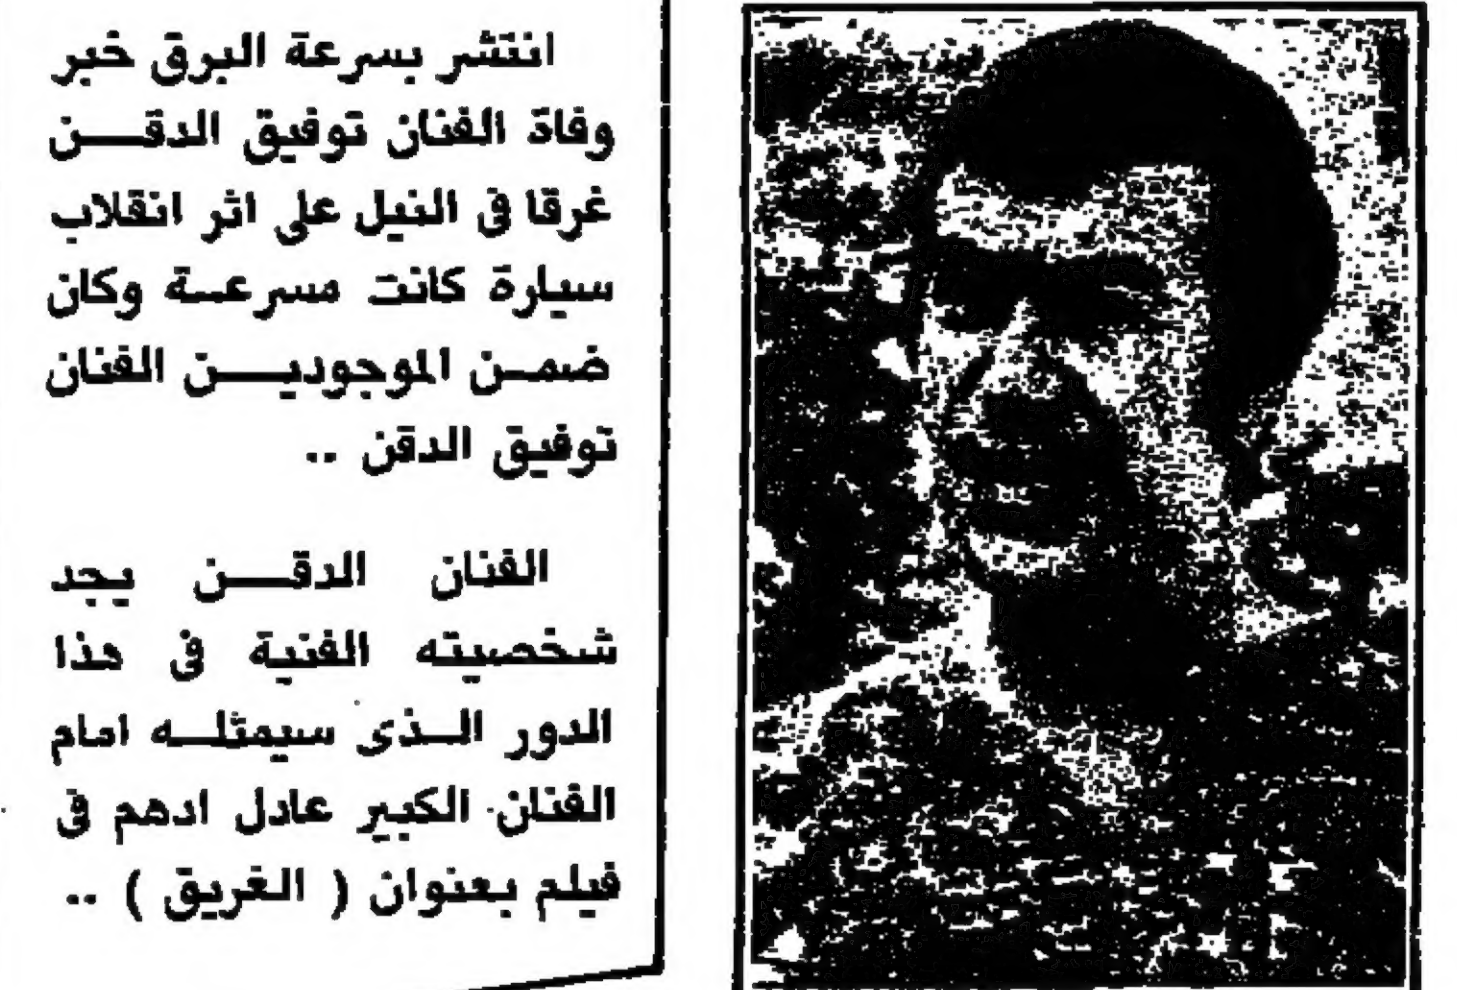 انتشر بسرعة البرق خبر
وفاة الفنان توفيق الدقن
غرقا فى النيل على اثر انقلاب
سيارة كانت مسرعة وكان
ضمن الموجودين الفنان
توفيق الدقن ..
الفنان الدقن يجد
شخصيته الفنية فى هذا
الدور الذى سيمثله امام
الفنان الكبير عادل ادهم فى
فيلم بعنوان ( الغريق ) ..